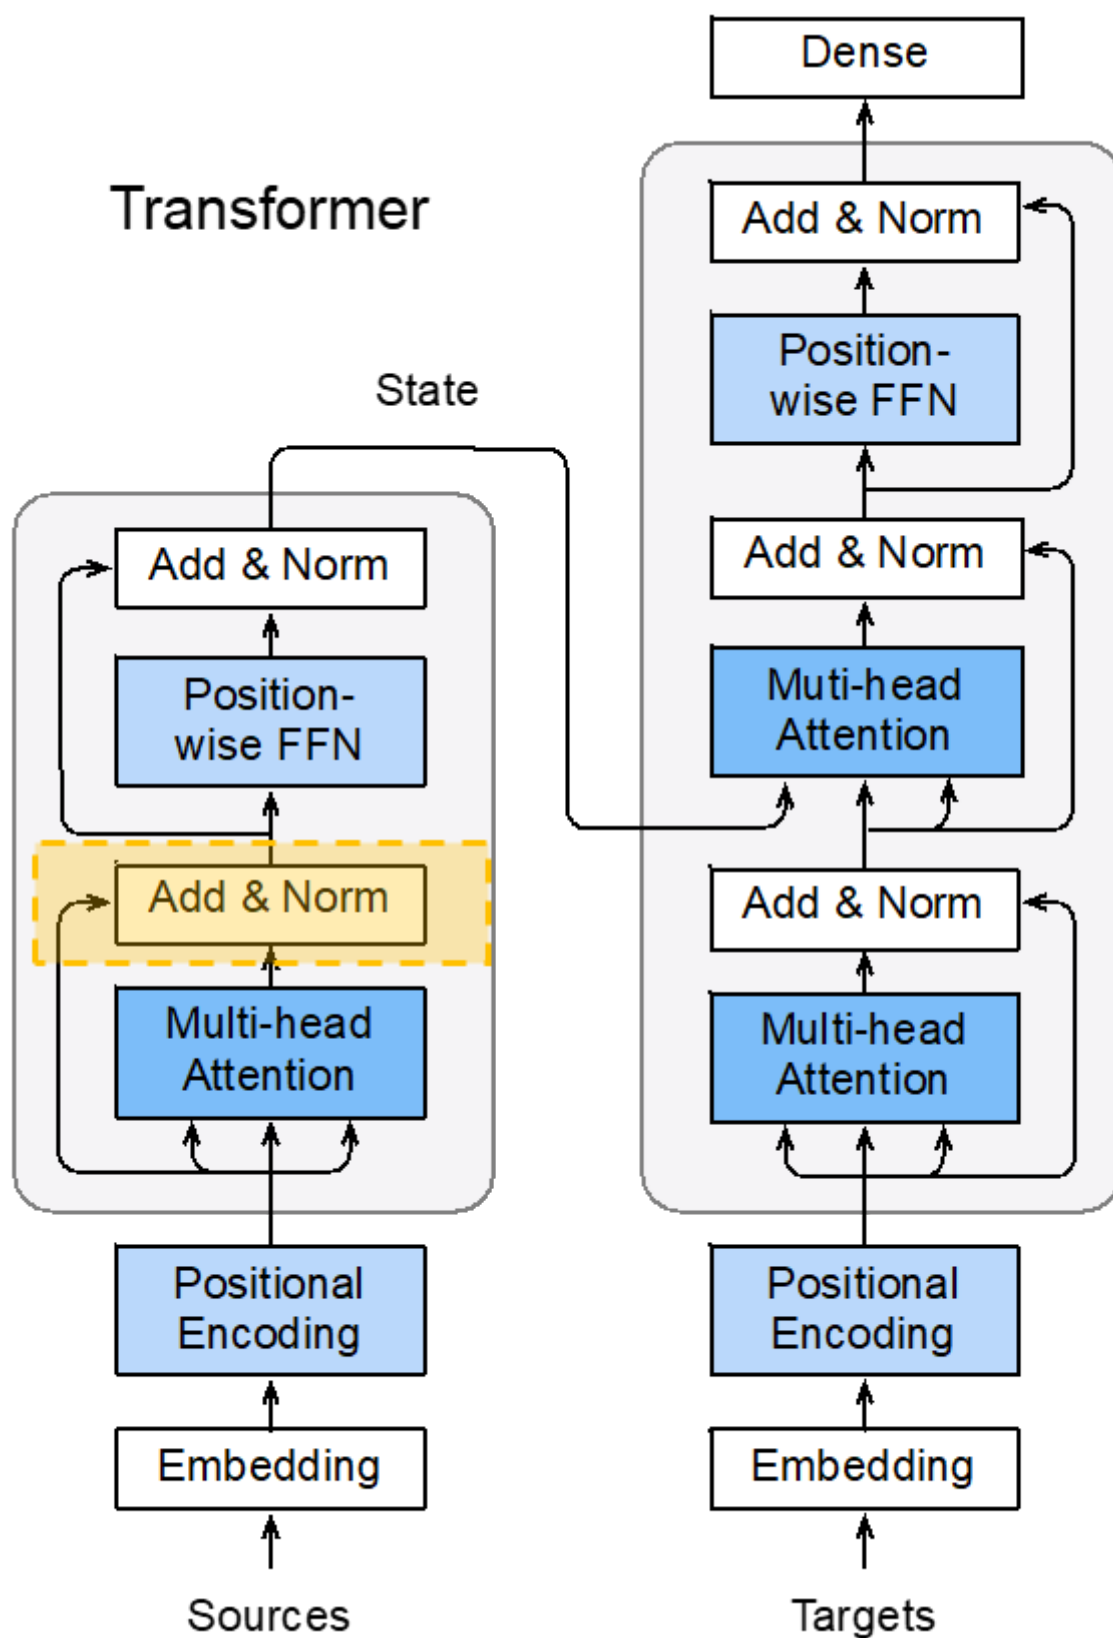 Transformer
State
Add & Norm
Position-
wise FFN
Add & Norm
Multi-head
Attention
Positional
Encoding
Embedding
Sources
Dense
Add & Norm
Position-
wise FFN
Add & Norm
Muti-head
Attention
Add & Norm
Multi-head
Attention
Positional
Encoding
Embedding
Targets